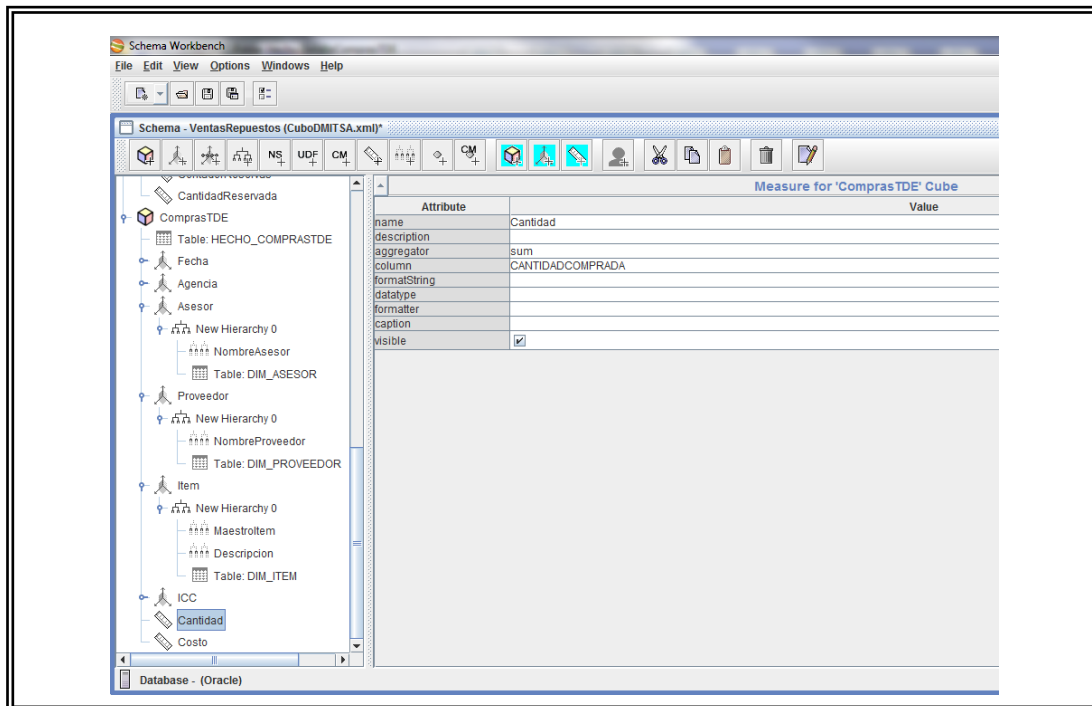 Schema Workbench
File Edit View Options Windows Help
Schema - VentasRepuestos (CuboDMITSA.xml)*
NS UDF CM CM
CantidadReservada
ComprasTDE
Table: HECHO_COMPRASTDE
Fecha
Agencia
Asesor
New Hierarchy 0
NombreAsesor
Table: DIM_ASESOR
Proveedor
New Hierarchy 0
NombreProveedor
Table: DIM_PROVEEDOR
Item
New Hierarchy 0
MaestroItem
Descripcion
Table: DIM_ITEM
ICC
Cantidad
Costo
Measure for 'ComprasTDE' Cube
Attribute Value
name Cantidad
description
aggregator sum
column CANTIDADCOMPRADA
formatString
datatype
formatter
caption
visible
Database - (Oracle)